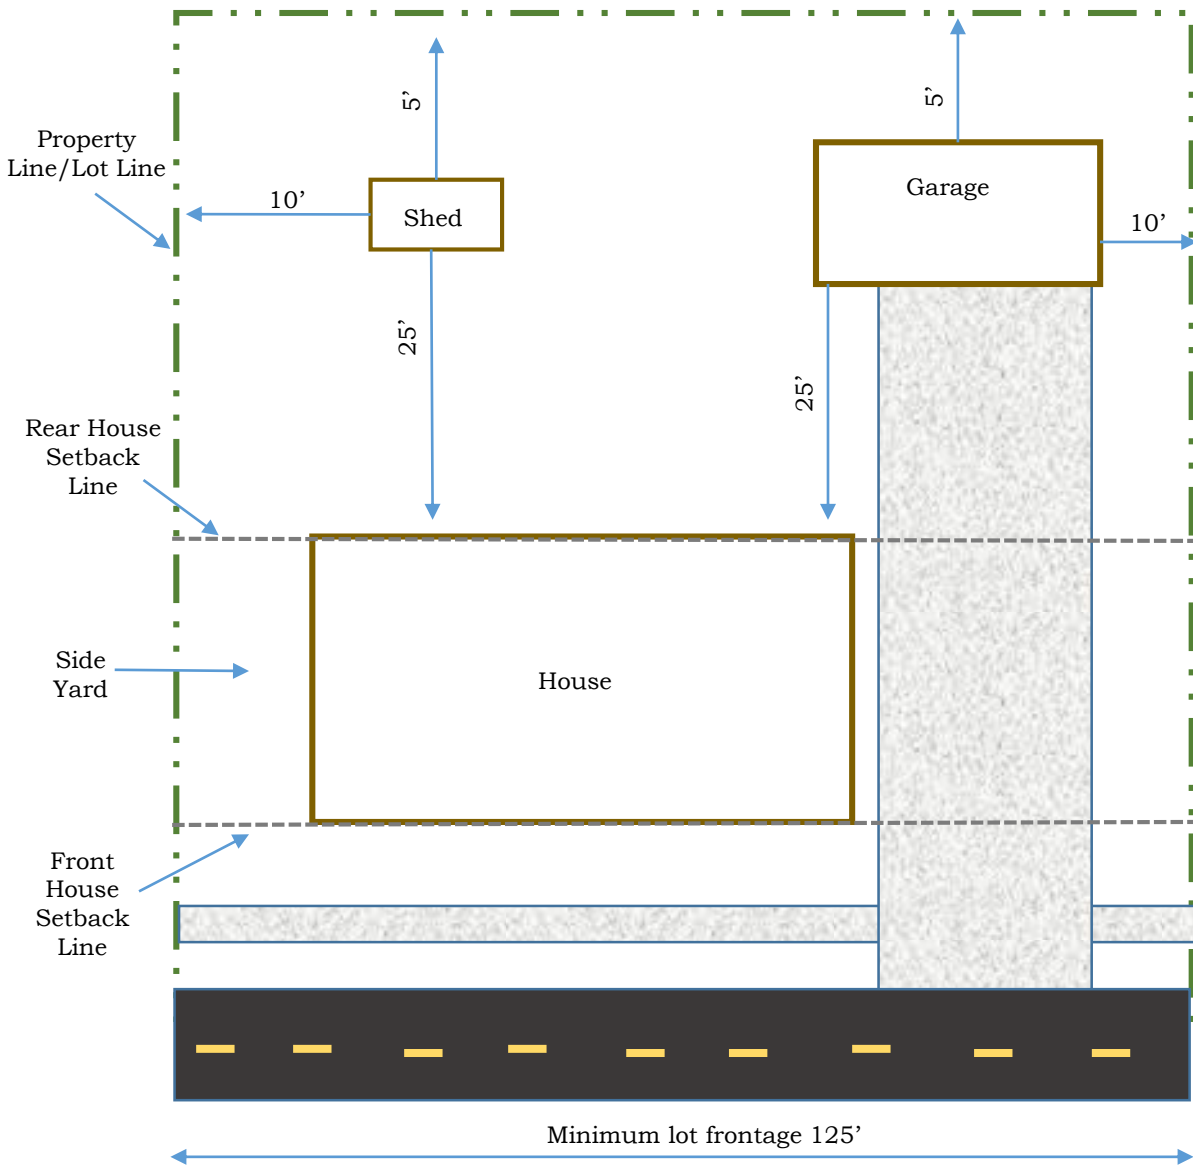 5’
5’
Property
Line/Lot Line
Garage
10’
Shed
10’
25’
25’
Rear House
Setback
Line
Side
Yard
House
Front
House
Setback
Line
Minimum lot frontage 125’